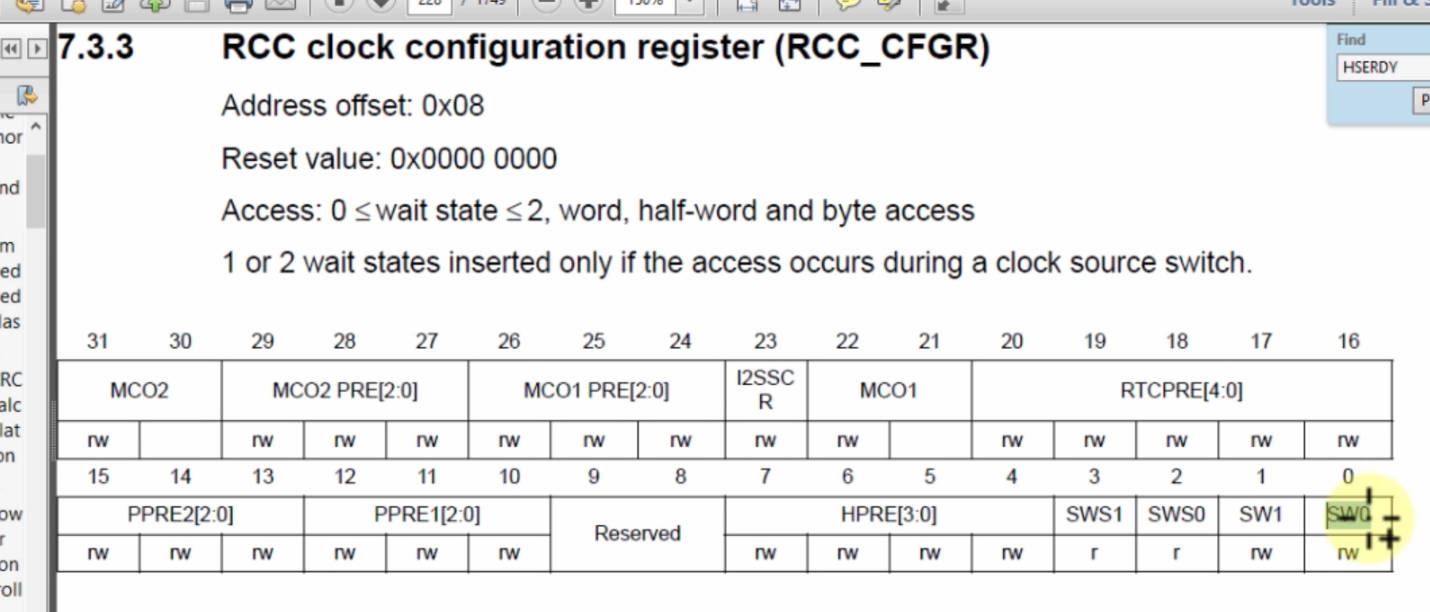 228 / 1749
150%
Tools
Fill & S
7.3.3 RCC clock configuration register (RCC_CFGR)
Find
HSERDY
P
Address offset: 0x08
Reset value: 0x0000 0000
Access: 0 ≤ wait state ≤ 2, word, half-word and byte access
1 or 2 wait states inserted only if the access occurs during a clock source switch.
nor
nd
m
ed
ed
las
RC
alc
lat
on
ow
r
on
roll
31 30 29 28 27 26 25 24 23 22 21 20 19 18 17 16
MCO2 MCO2 PRE[2:0] MCO1 PRE[2:0] I2SSC
R MCO1 RTCPRE[4:0]
rw rw rw rw rw rw rw rw rw rw rw rw rw rw
15 14 13 12 11 10 9 8 7 6 5 4 3 2 1 0
PPRE2[2:0] PPRE1[2:0] Reserved HPRE[3:0] SWS1 SWS0 SW1 SW0
rw rw rw rw rw rw rw rw rw rw r r rw rw